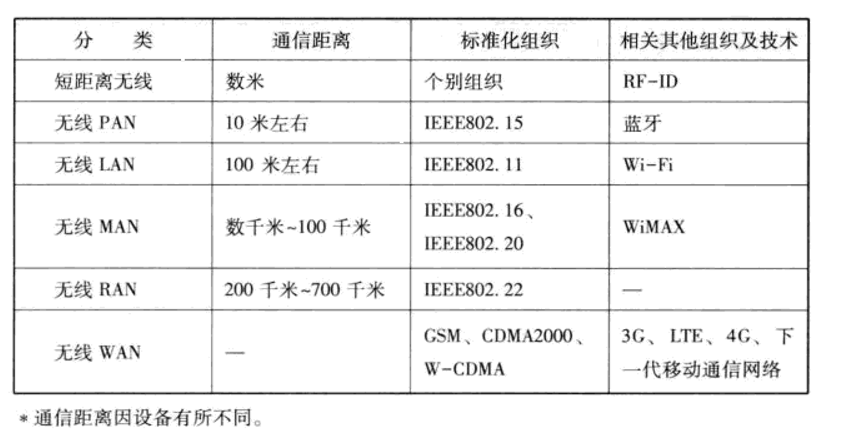 分 类 通信距离 标准化组织 相关其他组织及技术
短距离无线 数米 个别组织 RF-ID
无线 PAN 10 米左右 IEEE802.15 蓝牙
无线 LAN 100 米左右 IEEE802.11 Wi-Fi
无线 MAN 数千米~100 千米 IEEE802.16、
IEEE802.20 WiMAX
无线 RAN 200 千米~700 千米 IEEE802.22 —
无线 WAN — GSM、CDMA2000、
W-CDMA 3G、LTE、4G、下
一代移动通信网络
* 通信距离因设备有所不同。